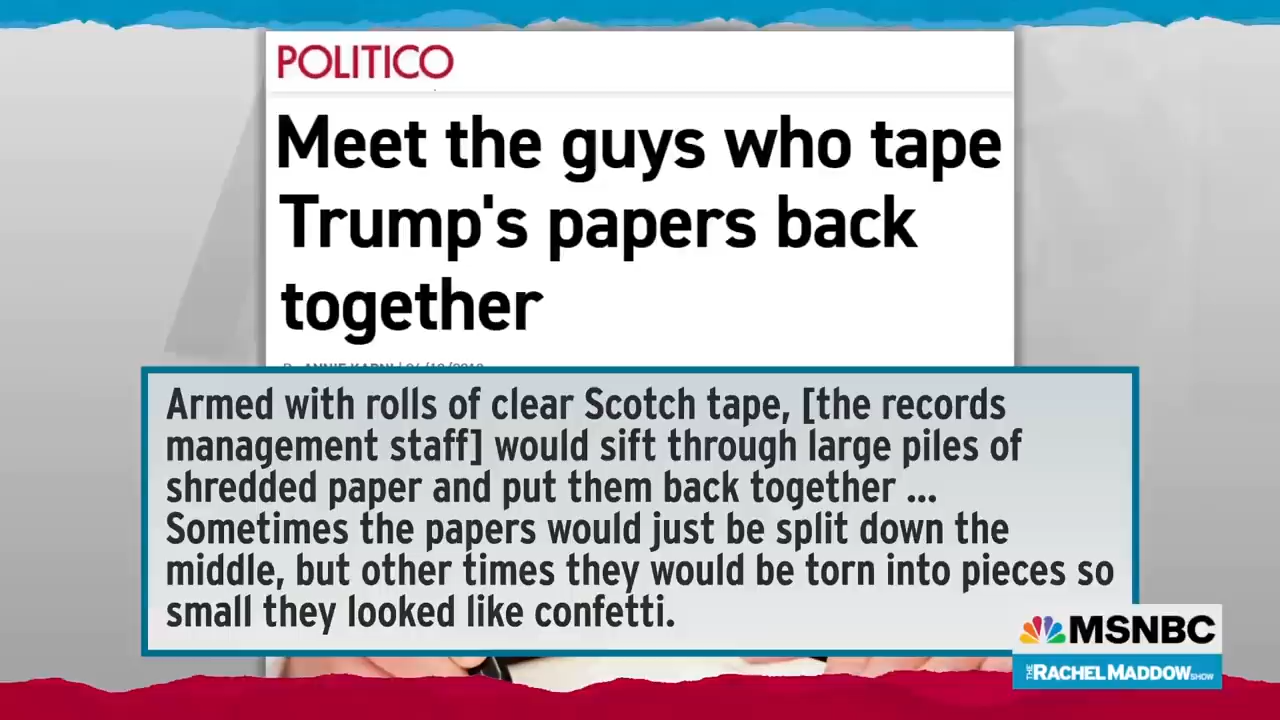 POLITICO
Meet the guys who tape
Trump's papers back
together
Armed with rolls of clear Scotch tape, [the records
management staff] would sift through large piles of
shredded paper and put them back together ...
Sometimes the papers would just be split down the
middle, but other times they would be torn into pieces so
small they looked like confetti.
MSNBC
THE RACHEL MADDOW SHOW